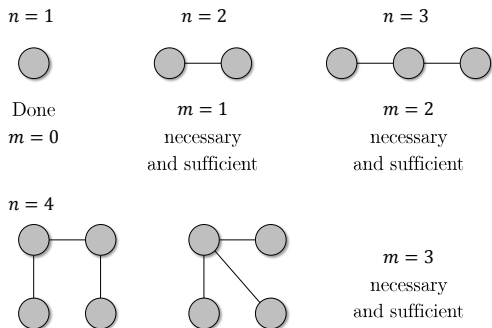 n = 1
n = 2
n = 3
Done
m = 0
m = 1
necessary
and sufficient
m = 2
necessary
and sufficient
n = 4
m = 3
necessary
and sufficient